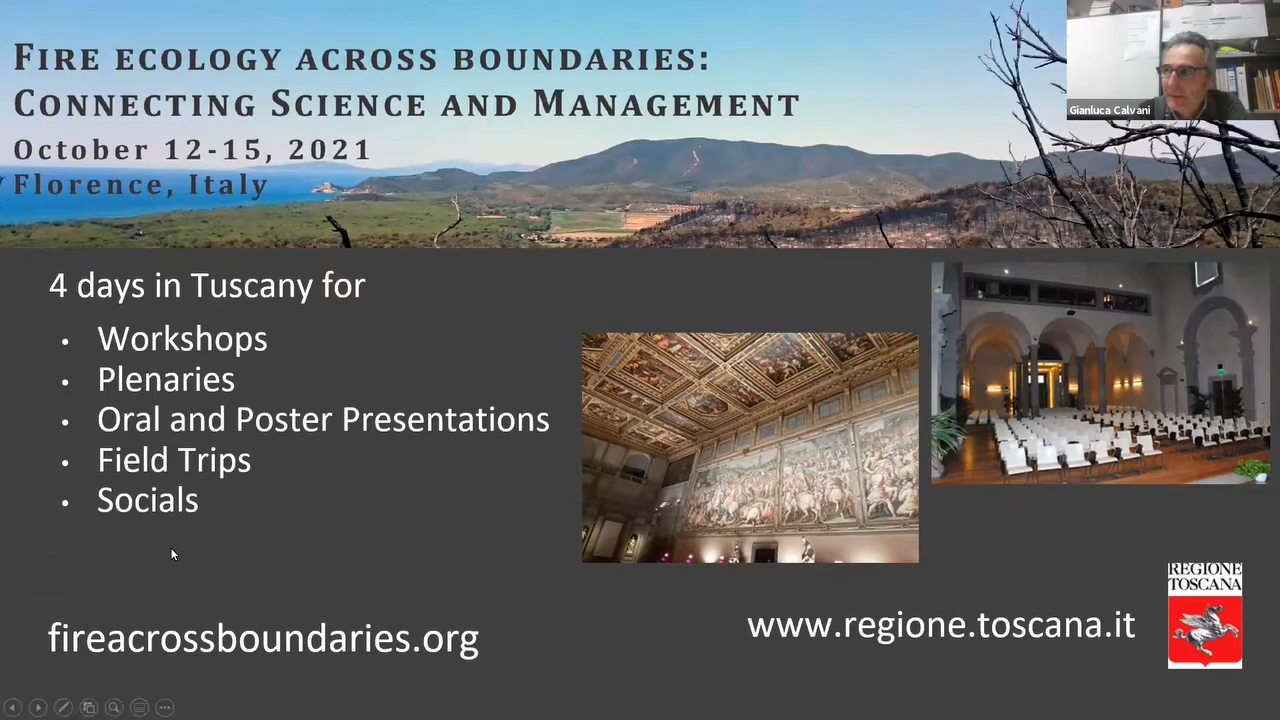 FIRE ECOLOGY ACROSS BOUNDARIES:
CONNECTING SCIENCE AND MANAGEMENT
October 12-15, 2021
Florence, Italy
Gianluca Calvani
4 days in Tuscany for
• Workshops
• Plenaries
• Oral and Poster Presentations
• Field Trips
• Socials
fireacrossboundaries.org
www.regione.toscana.it
REGIONE
TOSCANA